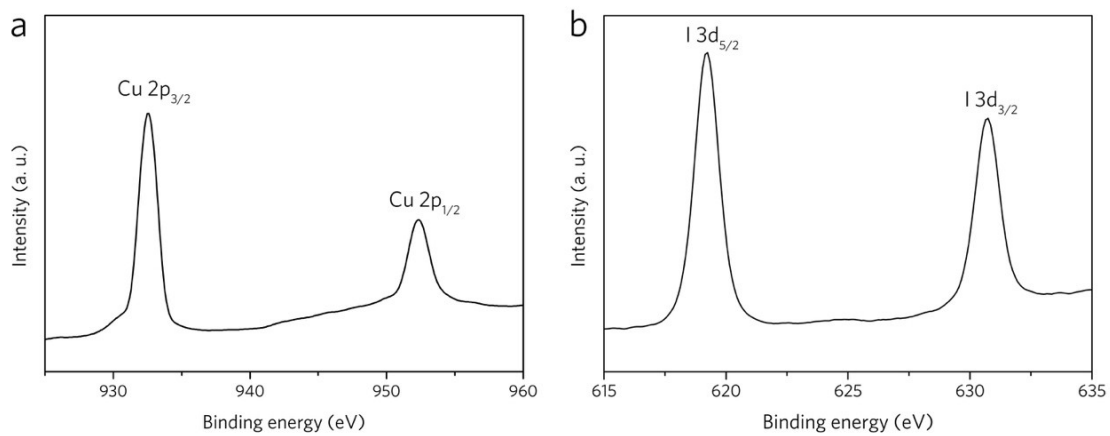 a
Cu 2p3/2
Cu 2p1/2
Intensity (a. u.)
930 940 950 960
Binding energy (eV)
b
I 3d5/2
I 3d3/2
Intensity (a. u.)
615 620 625 630 635
Binding energy (eV)